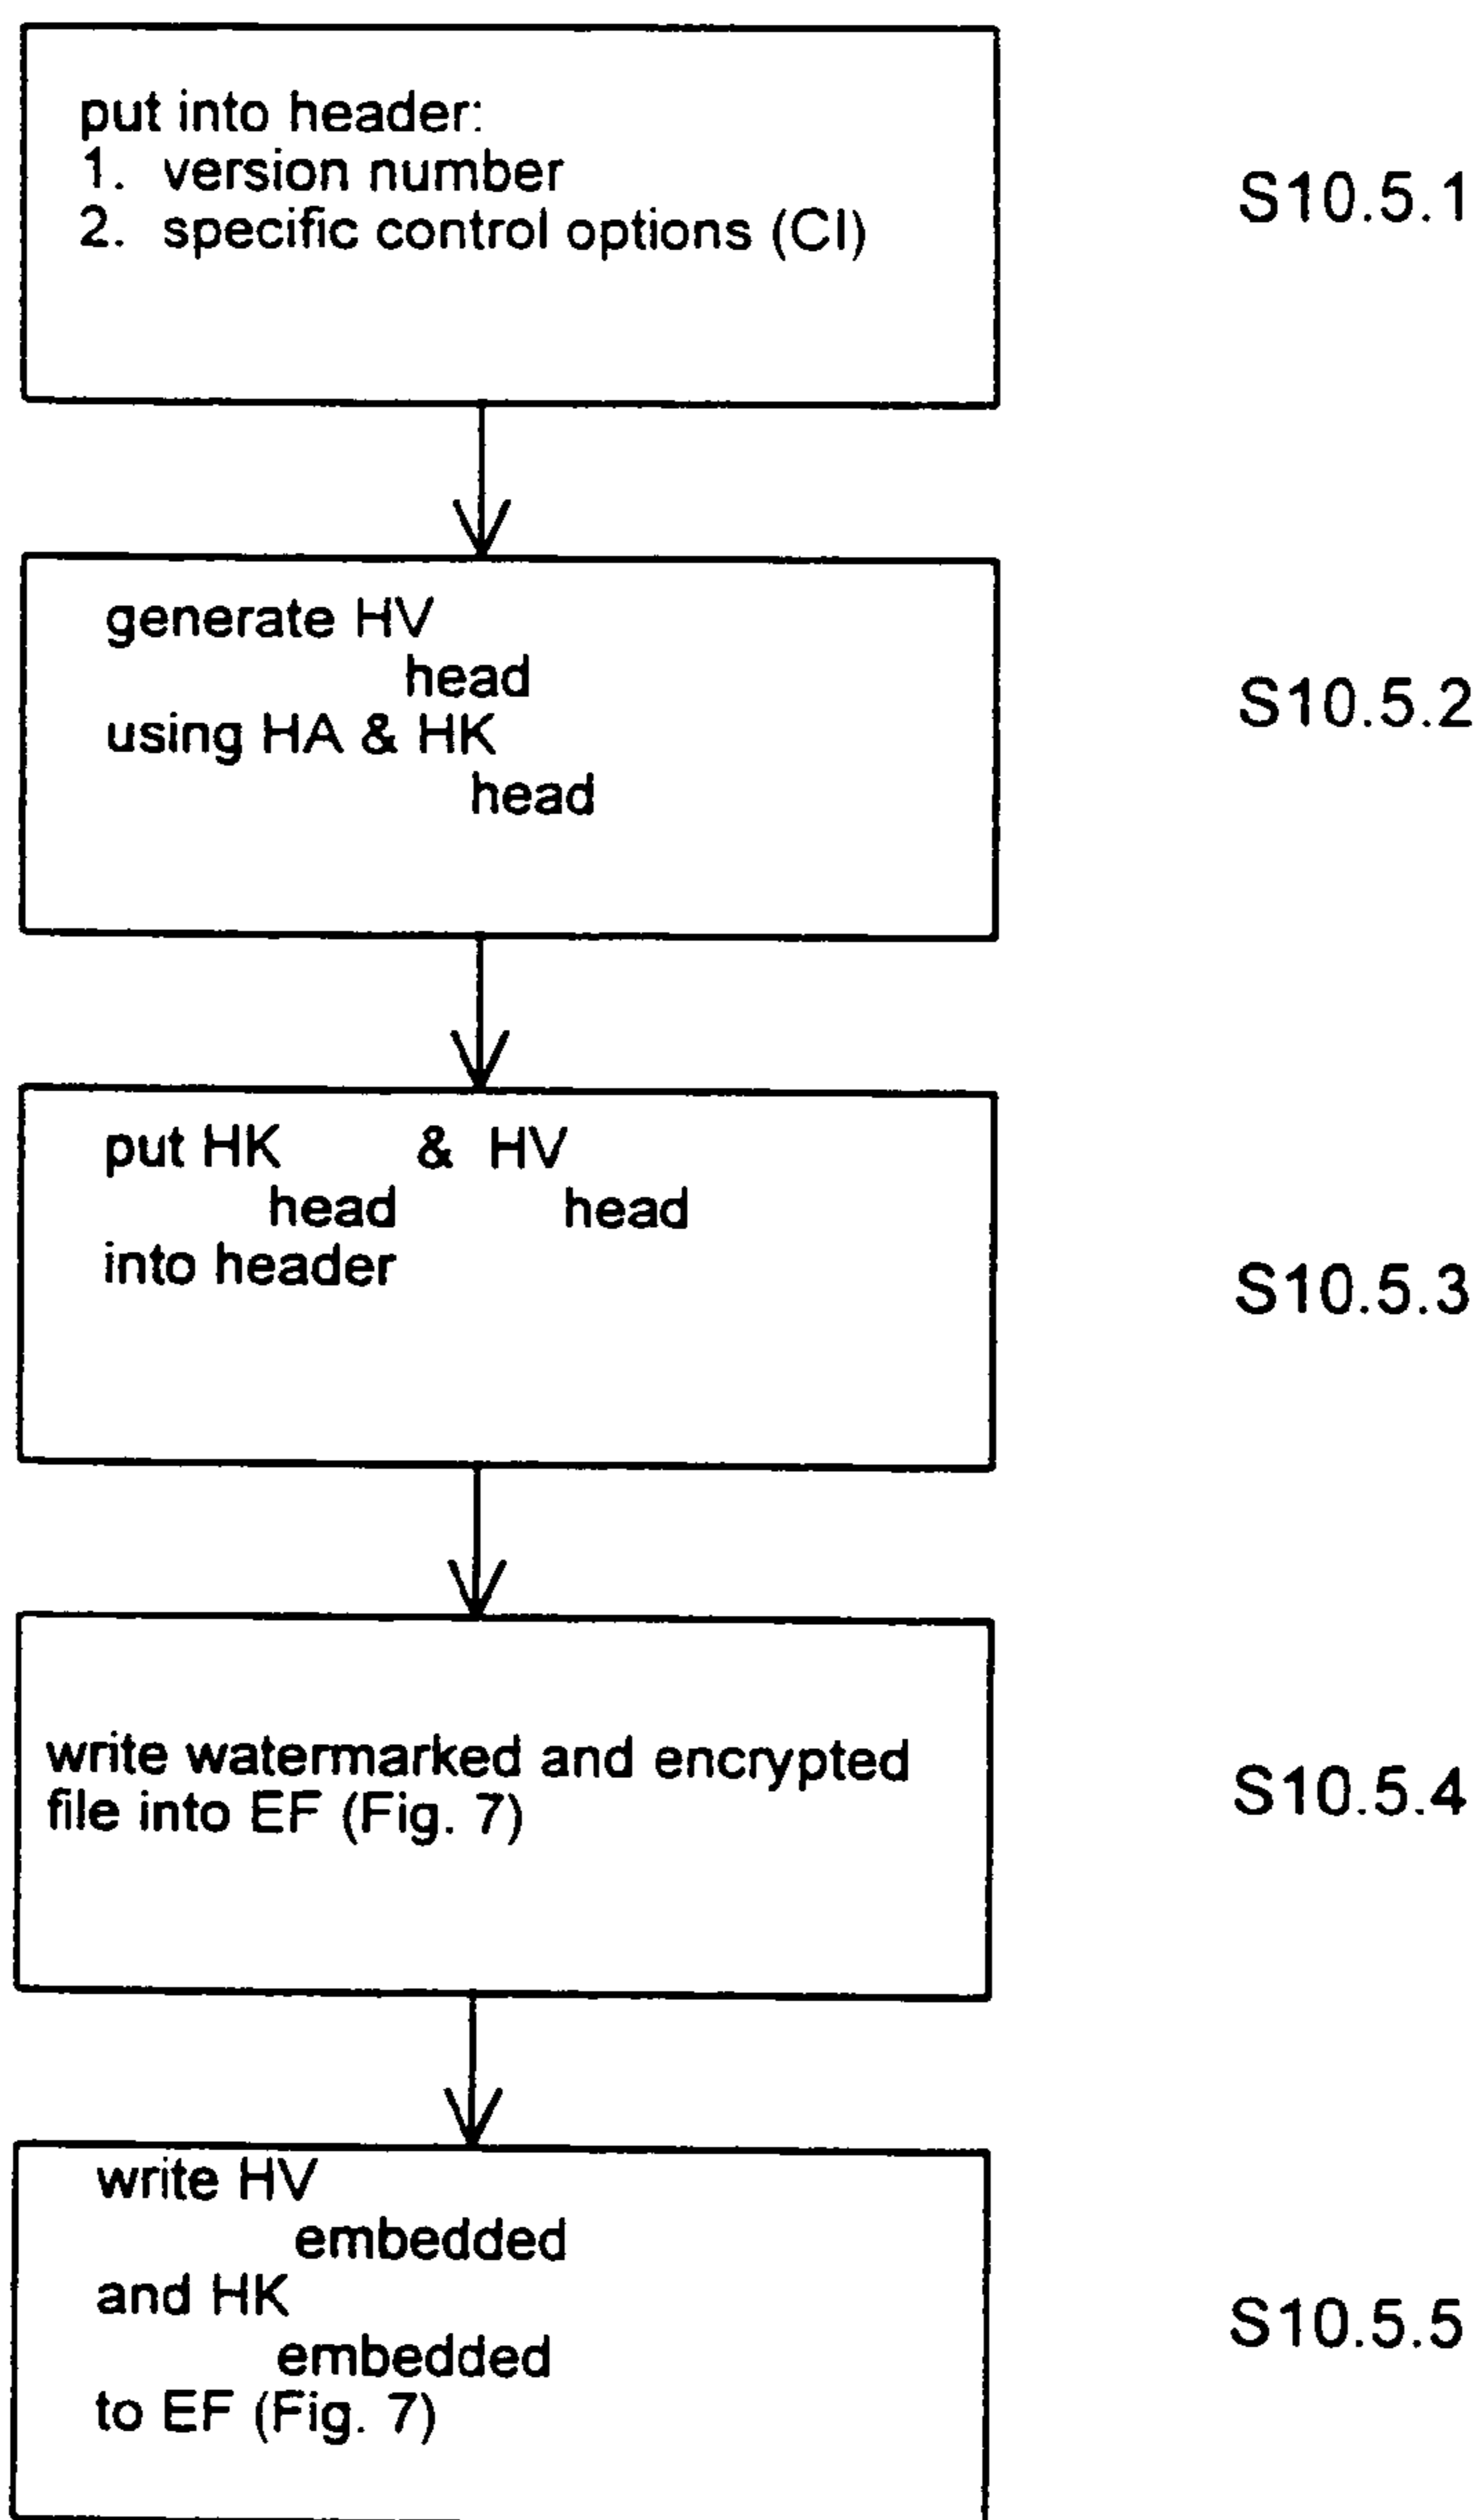 put into header:
1. version number
2. specific control options (CI)
S10.5.1
generate HV
head
using HA & HK
head
S10.5.2
put HK & HV
head head
into header
S10.5.3
write watermarked and encrypted
file into EF (Fig. 7)
S10.5.4
write HV
embedded
and HK
embedded
to EF (Fig. 7)
S10.5.5